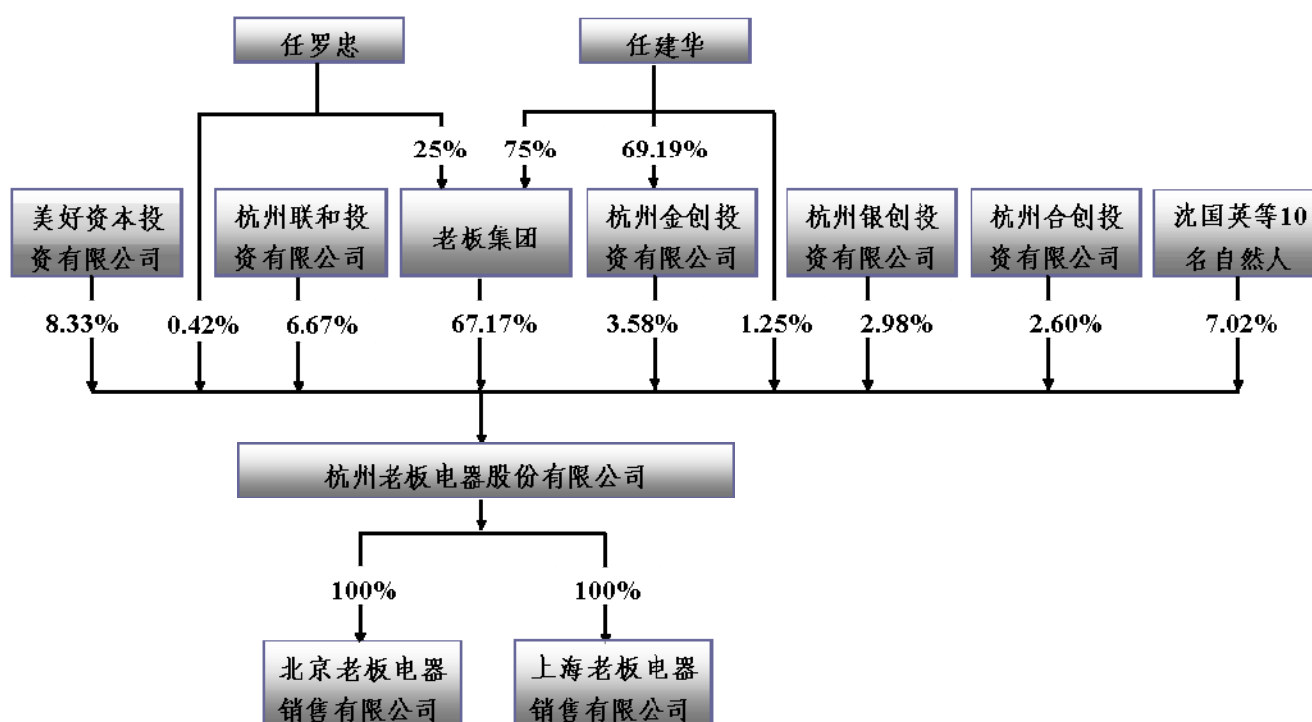 任罗忠
任建华
25%
75%
69.19%
美好资本投
资有限公司
杭州联和投
资有限公司
老板集团
杭州金创投
资有限公司
杭州银创投
资有限公司
杭州合创投
资有限公司
沈国英等10
名自然人
8.33%
0.42%
6.67%
67.17%
3.58%
1.25%
2.98%
2.60%
7.02%
杭州老板电器股份有限公司
100%
100%
北京老板电器
销售有限公司
上海老板电器
销售有限公司